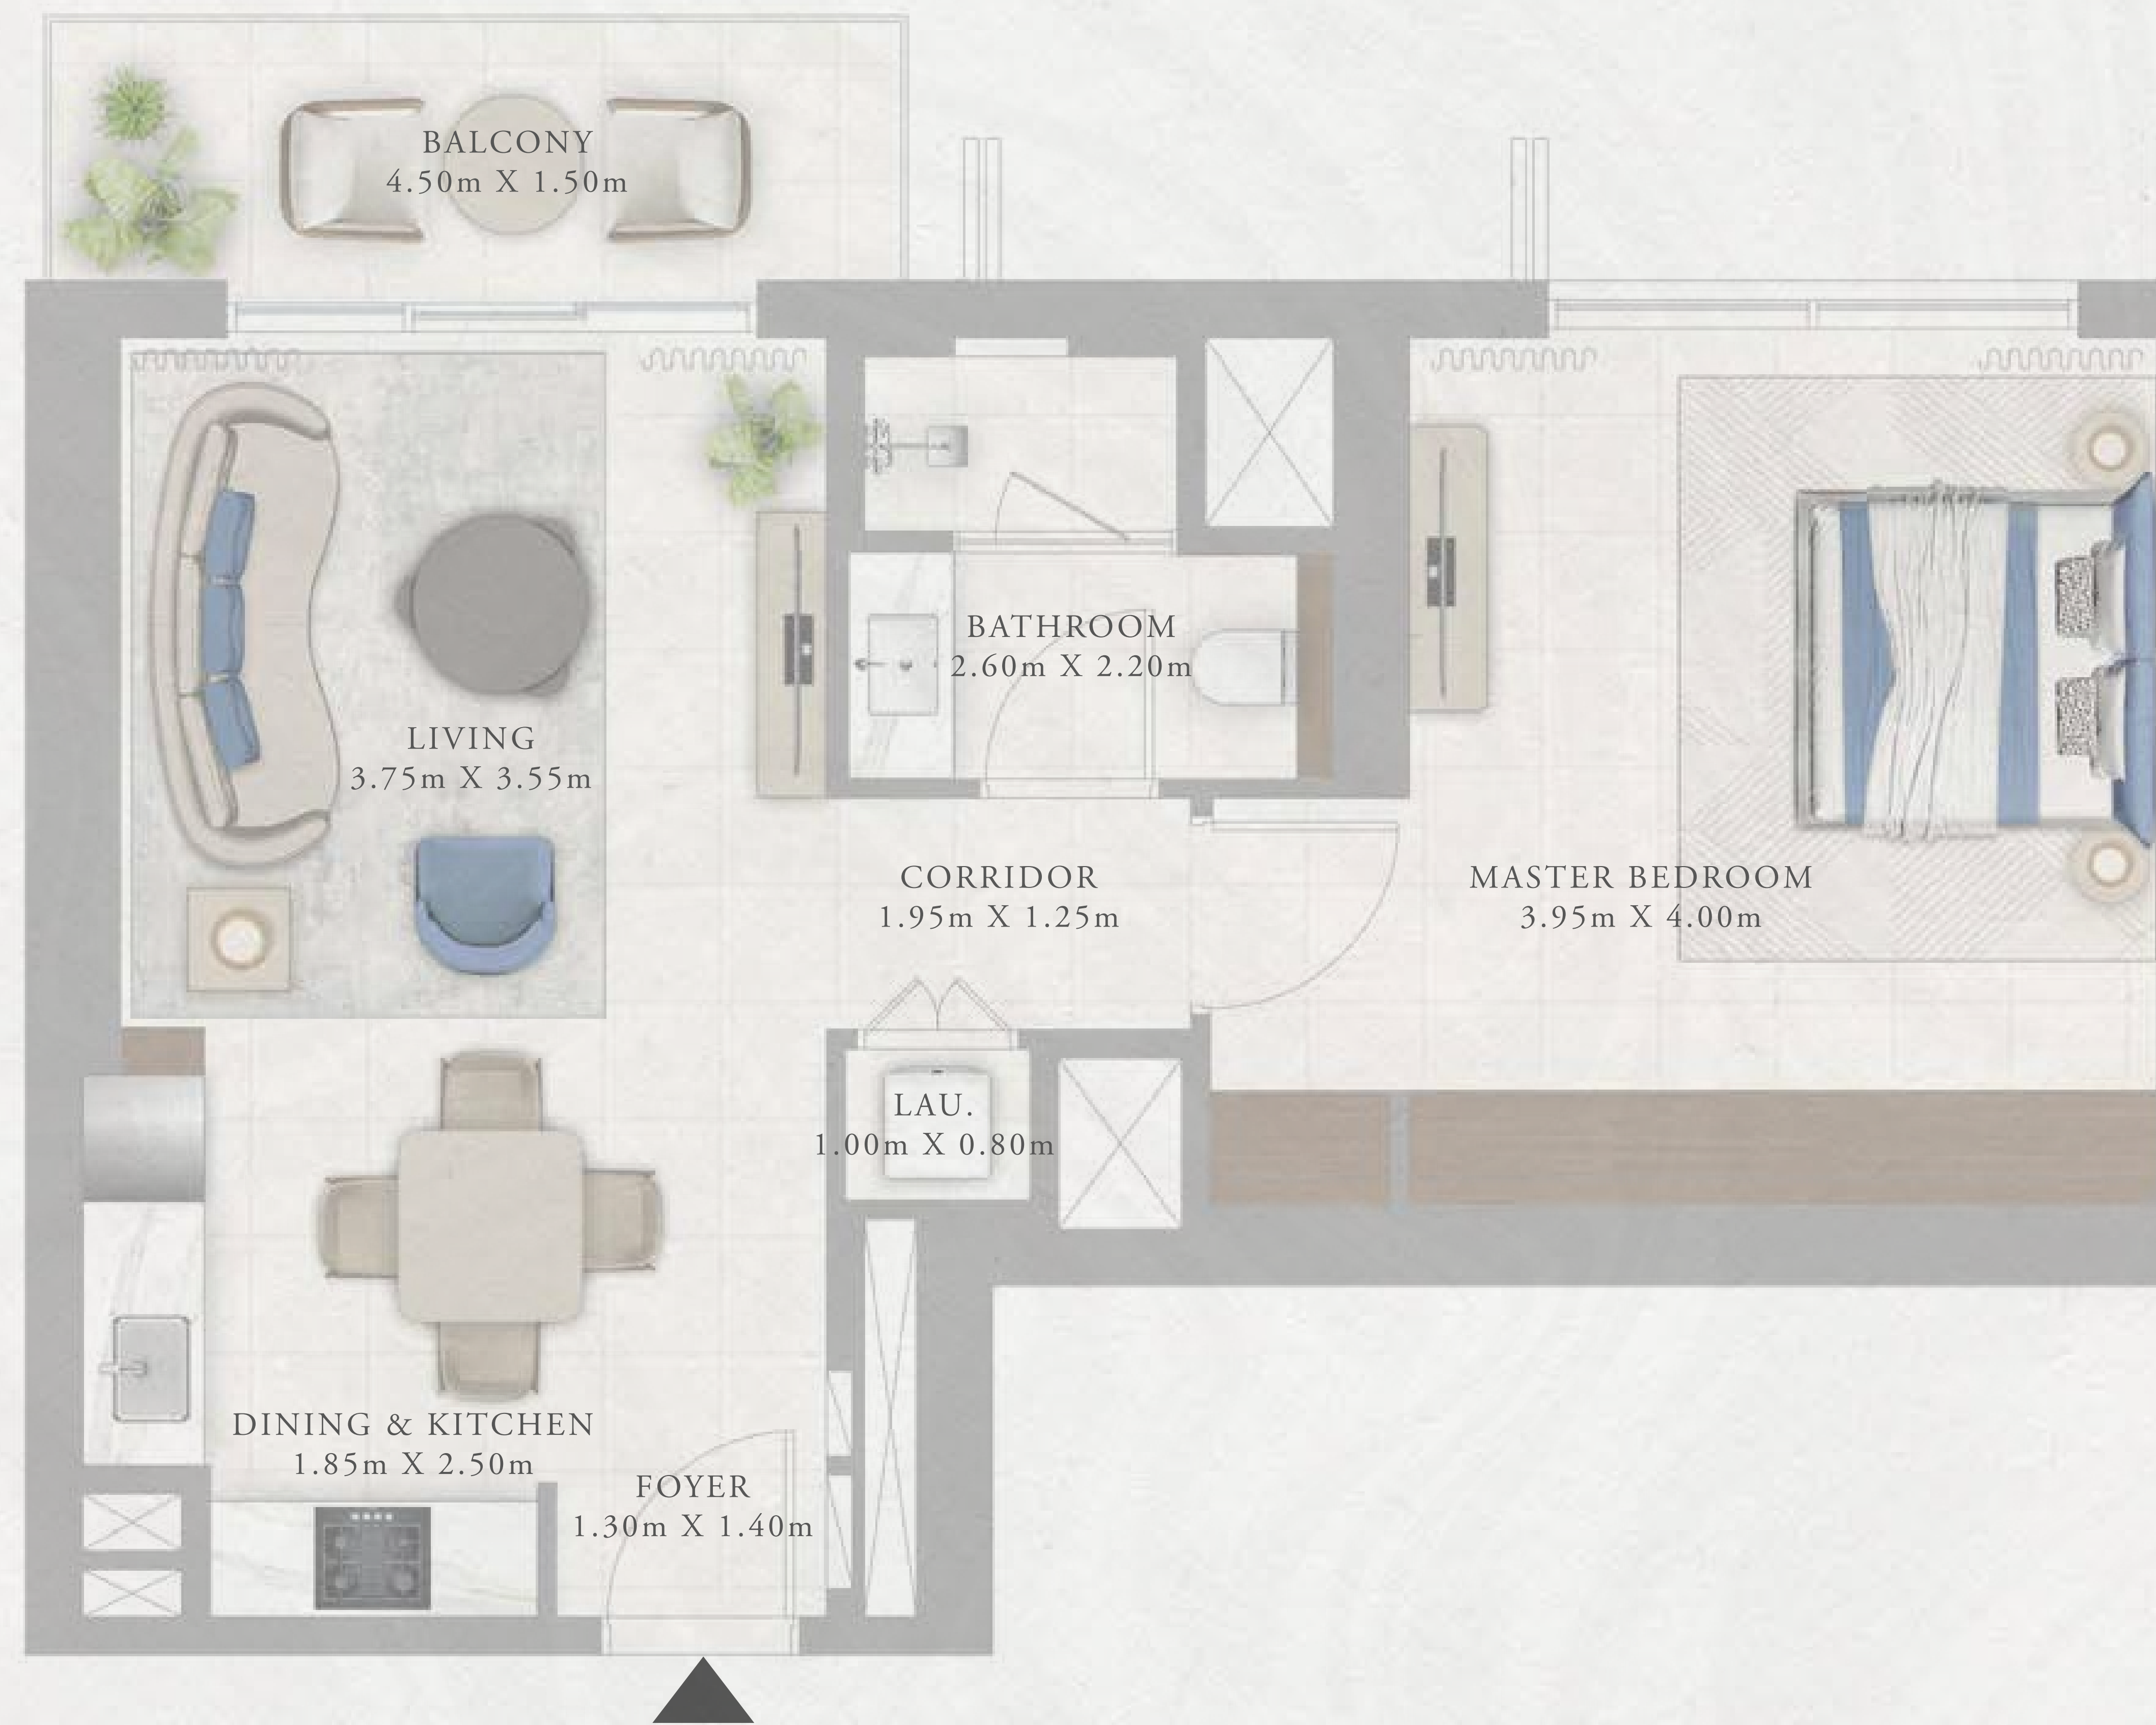 BALCONY
4.50m X 1.50m
BATHROOM
2.60m X 2.20m
LIVING
3.75m X 3.55m
CORRIDOR
1.95m X 1.25m
MASTER BEDROOM
3.95m X 4.00m
LAU.
1.00m X 0.80m
DINING & KITCHEN
1.85m X 2.50m
FOYER
1.30m X 1.40m